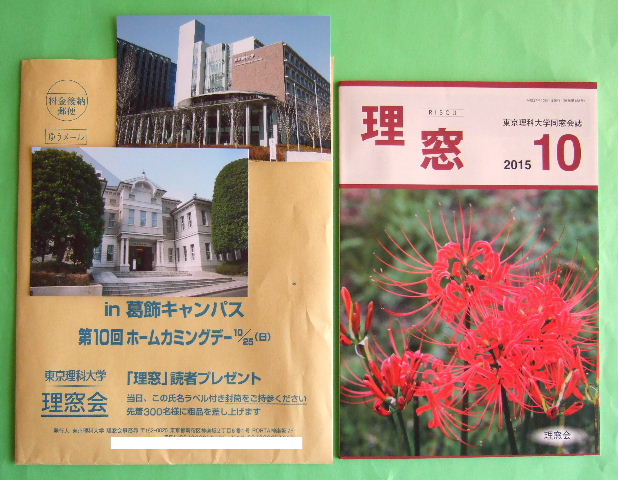 料金後納
郵便
ゆうメール
in 葛飾キャンパス
第10回 ホームカミングデー 10/25(日)
東京理科大学
理窓会
「理窓」読者プレゼント
当日、この氏名ラベル付き封筒をご持参ください
先着300名様に粗品を差し上げます
RISOU
理窓
東京理科大学同窓会誌
2015 10
理窓会